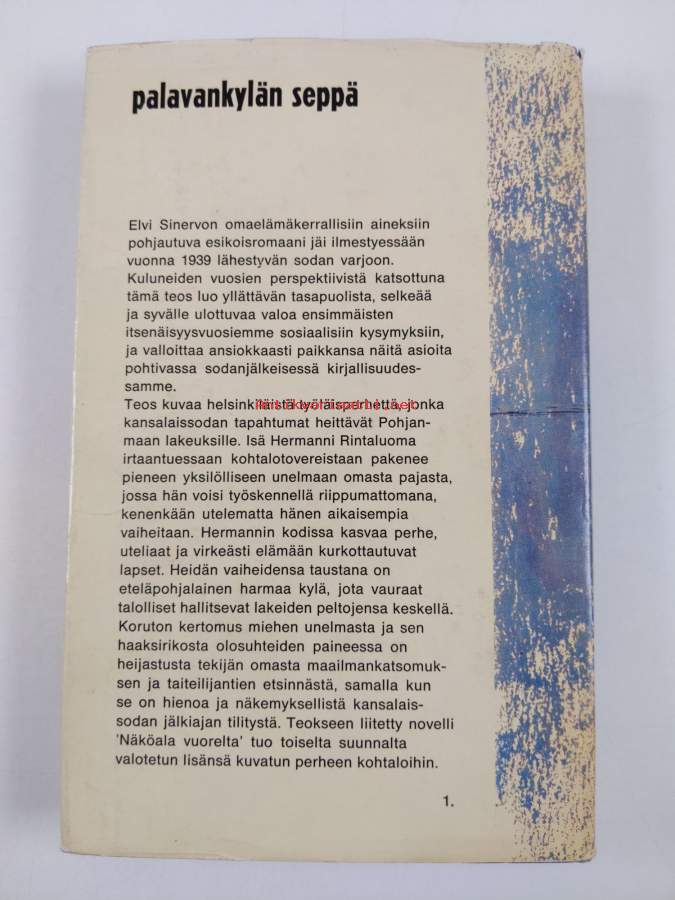 palavankylän seppä
Elvi Sinervon omaelämäkerrallisiin aineksiin
pohjautuva esikoisromaani jäi ilmestyessään
vuonna 1939 lähestyvän sodan varjoon.
Kuluneiden vuosien perspektiivistä katsottuna
tämä teos luo yllättävän tasapuolista, selkeää
ja syvälle ulottuvaa valoa ensimmäisten
itsenäisyysvuosiemme sosiaalisiin kysymyksiin,
ja valloittaa ansiokkaasti paikkansa näitä asioita
pohtivassa sodanjälkeisessä kirjallisuudes-
samme.
Teos kuvaa helsinkiläistä työläisperhettä, jonka
kansalaissodan tapahtumat heittävät Pohjan-
maan lakeuksille. Isä Hermanni Rintaluoma
irtaantuessaan kohtalotovereistaan pakenee
pieneen yksilölliseen unelmaan omasta pajasta,
jossa hän voisi työskennellä riippumattomana,
kenenkään utelematta hänen aikaisempia
vaiheitaan. Hermannin kodissa kasvaa perhe,
uteliaat ja virkeästi elämään kurkottautuvat
lapset. Heidän vaiheidensa taustana on
eteläpohjalainen harmaa kylä, jota vauraat
talolliset hallitsevat lakeiden peltojensa keskellä.
Koruton kertomus miehen unelmasta ja sen
haaksirikosta olosuhteiden paineessa on
heijastusta tekijän omasta maailmankatsomuk-
sen ja taiteilijantien etsinnästä, samalla kun
se on hienoa ja näkemyksellistä kansalais-
sodan jälkiajan tilitystä. Teokseen liitetty novelli
'Näköala vuorelta' tuo toiselta suunnalta
valotetun lisänsä kuvatun perheen kohtaloihin.
1.